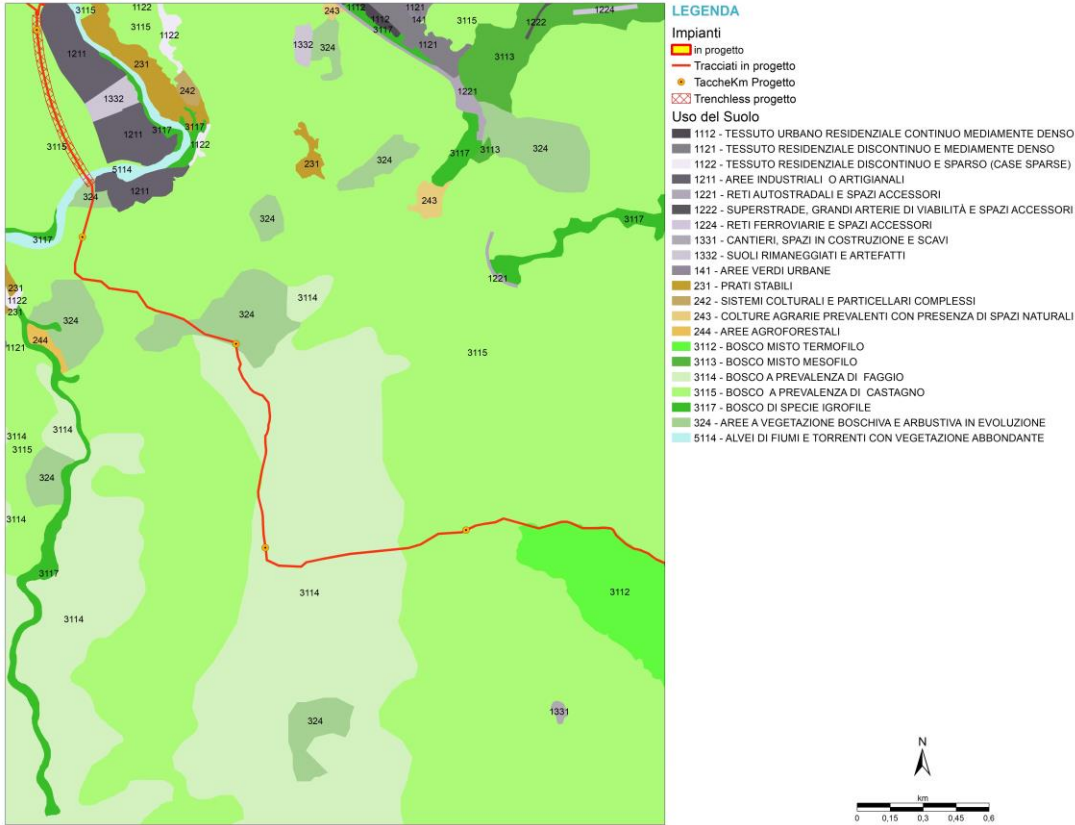 LEGENDA
Impianti
in progetto
Tracciati in progetto
TaccheKm Progetto
Trenchless progetto
Uso del Suolo
1112 - TESSUTO URBANO RESIDENZIALE CONTINUO MEDIAMENTE DENSO
1121 - TESSUTO RESIDENZIALE DISCONTINUO E MEDIAMENTE DENSO
1122 - TESSUTO RESIDENZIALE DISCONTINUO E SPARSO (CASE SPARSE)
1211 - AREE INDUSTRIALI O ARTIGIANALI
1221 - RETI AUTOSTRADALI E SPAZI ACCESSORI
1222 - SUPERSTRADE, GRANDI ARTERIE DI VIABILITÀ E SPAZI ACCESSORI
1224 - RETI FERROVIARIE E SPAZI ACCESSORI
1331 - CANTIERI, SPAZI IN COSTRUZIONE E SCAVI
1332 - SUOLI RIMANEGGIATI E ARTEFATTI
141 - AREE VERDI URBANE
231 - PRATI STABILI
242 - SISTEMI COLTURALI E PARTICELLARI COMPLESSI
243 - COLTURE AGRARIE PREVALENTI CON PRESENZA DI SPAZI NATURALI
244 - AREE AGROFORESTALI
3112 - BOSCO MISTO TERMOFILO
3113 - BOSCO MISTO MESOFILO
3114 - BOSCO A PREVALENZA DI FAGGIO
3115 - BOSCO A PREVALENZA DI CASTAGNO
3117 - BOSCO DI SPECIE IGROFILE
324 - AREE A VEGETAZIONE BOSCHIVA E ARBUSTIVA IN EVOLUZIONE
5114 - ALVEI DI FIUMI E TORRENTI CON VEGETAZIONE ABBONDANTE
3115
1122
3115
1122
1211
231
242
1332
1211
3117
3117
1122
3115
5114
1211
324
3117
243
1112
1112
3117
1121
141
3115
1121
1222
1224
1332
324
3113
1221
3117
3113
324
231
324
243
324
3117
1221
231
1122
231
324
244
1121
324
3114
3115
3114
3114
3115
324
3114
3117
3114
3114
3112
324
1331
N
km
0 0,15 0,3 0,45 0,6